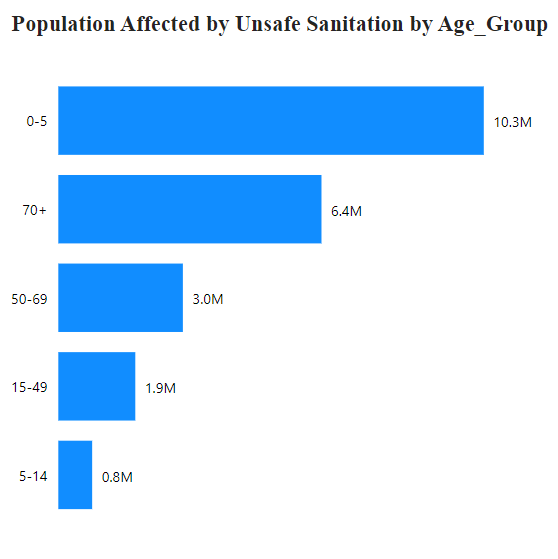 Population Affected by Unsafe Sanitation by Age_Group
0-5 10.3M
70+ 6.4M
50-69 3.0M
15-49 1.9M
5-14 0.8M